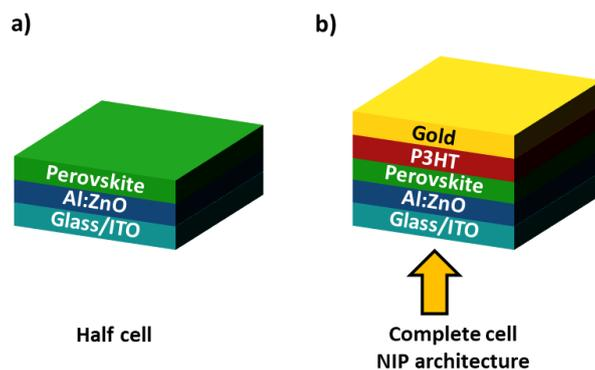 a)
Perovskite
Al:ZnO
Glass/ITO
Half cell
b)
Gold
P3HT
Perovskite
Al:ZnO
Glass/ITO
Complete cell
NIP architecture